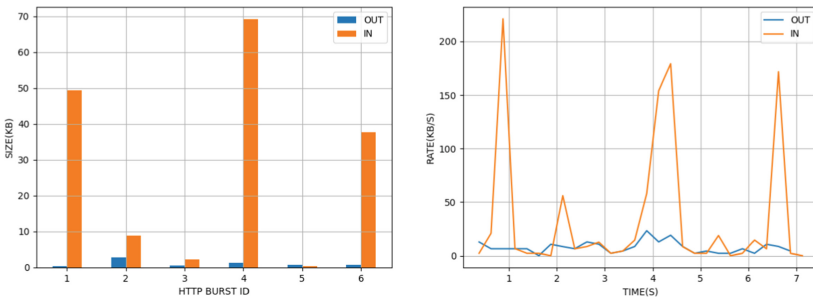 70
60
50
40
30
20
10
0
SIZE(KB)
1 2 3 4 5 6
HTTP BURST ID
OUT
IN
200
150
100
50
0
RATE(KB/S)
1 2 3 4 5 6 7
TIME(S)
OUT
IN